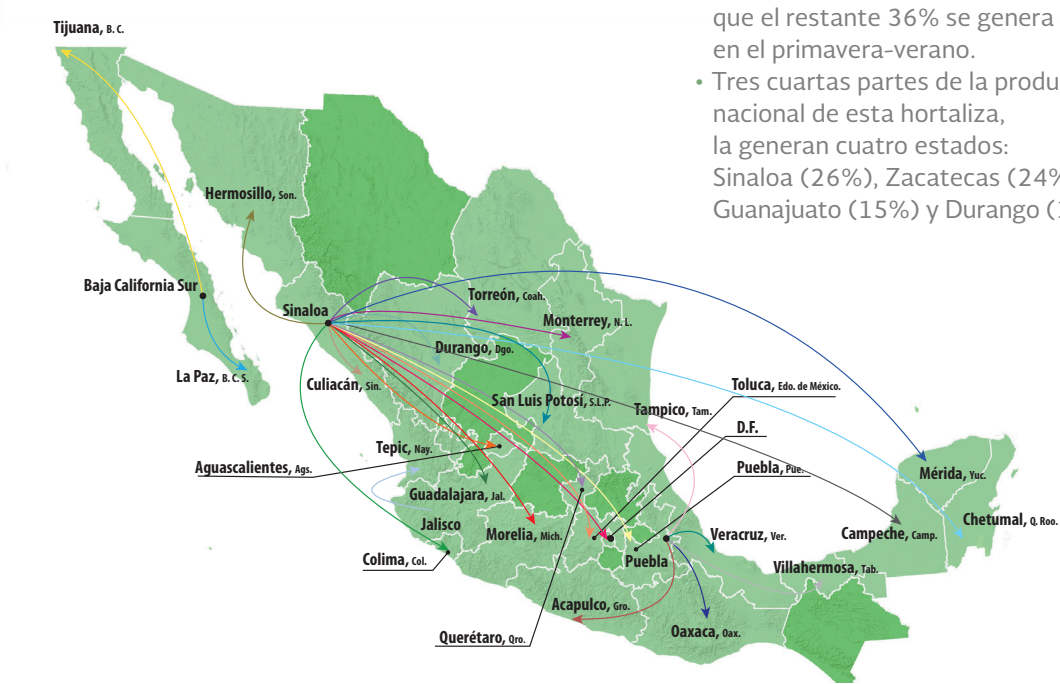 que el restante 36% se genera
en el primavera-verano.
• Tres cuartas partes de la produ
nacional de esta hortaliza,
la generan cuatro estados:
Sinaloa (26%), Zacatecas (24%
Guanajuato (15%) y Durango (
Tijuana, B. C.
Hermosillo, Son.
Baja California Sur
Sinaloa
Torreón, Coah.
Monterrey, N. L.
Durango, Dgo.
La Paz, B. C. S.
Culiacán, Sin.
San Luis Potosí, S.L.P.
Toluca, Edo. de México.
Tampico, Tam.
D.F.
Tepic, Nay.
Aguascalientes, Ags.
Puebla, Pue.
Mérida, Yuc.
Guadalajara, Jal.
Jalisco
Morelia, Mich.
Veracruz, Ver.
Campeche, Camp.
Chetumal, Q. Roo.
Colima, Col.
Puebla
Villahermosa, Tab.
Acapulco, Gro.
Oaxaca, Oax.
Querétaro, Qro.